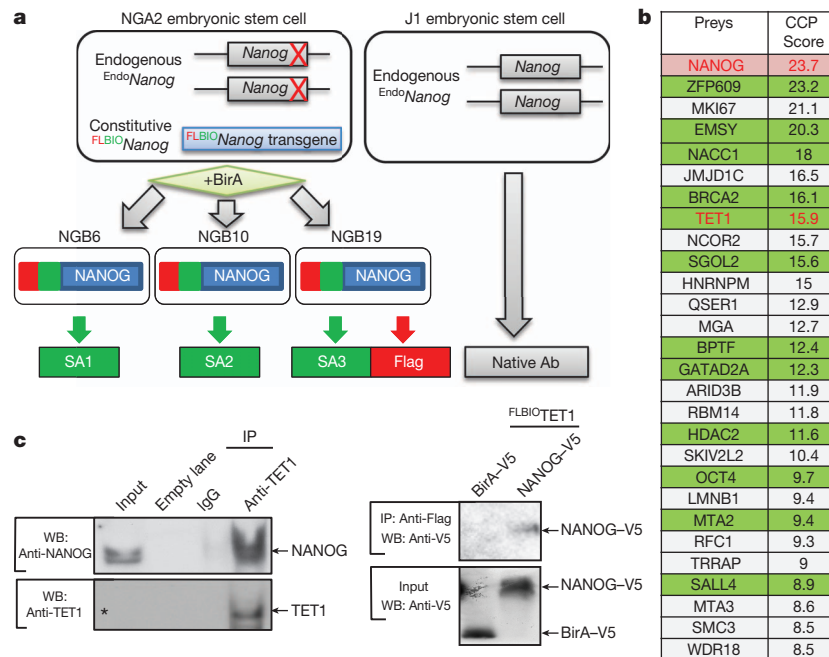 a
NGA2 embryonic stem cell
J1 embryonic stem cell
Endogenous
EndoNanog
Nanog
Nanog
Constitutive
FLBIONanog
FLBIONanog transgene
Endogenous
EndoNanog
Nanog
Nanog
+BirA
NGB6
NGB10
NGB19
NANOG
NANOG
NANOG
SA1
SA2
SA3
Flag
Native Ab
b
Preys CCP Score
NANOG 23.7
ZFP609 23.2
MKI67 21.1
EMSY 20.3
NACC1 18
JMJD1C 16.5
BRCA2 16.1
TET1 15.9
NCOR2 15.7
SGOL2 15.6
HNRNPM 15
QSER1 12.9
MGA 12.7
BPTF 12.4
GATAD2A 12.3
ARID3B 11.9
RBM14 11.8
HDAC2 11.6
SKIV2L2 10.4
OCT4 9.7
LMNB1 9.4
MTA2 9.4
RFC1 9.3
TRRAP 9
SALL4 8.9
MTA3 8.6
SMC3 8.5
WDR18 8.5
c
IP
Input
Empty lane
IgG
Anti-TET1
WB:
Anti-NANOG
NANOG
WB:
Anti-TET1
*
TET1
FLBIOTET1
BirA–V5
NANOG–V5
IP: Anti-Flag
WB: Anti-V5
NANOG–V5
Input
WB: Anti-V5
NANOG–V5
BirA–V5